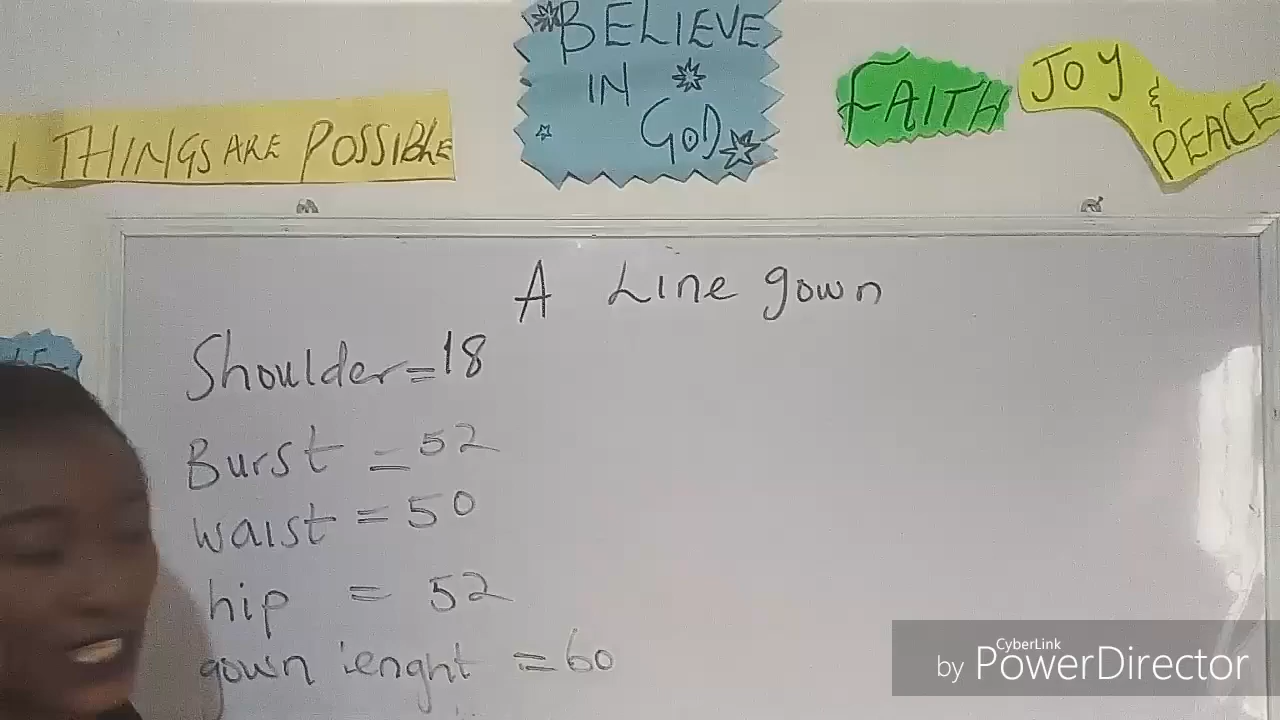 THINGS ARE POSSIBLE
BELIEVE
IN
GOD
FAITH
JOY
&
PEACE
A Line gown
Shoulder=18
Burst = 52
waist = 50
hip = 52
gown lenght = 60
CyberLink
by PowerDirector